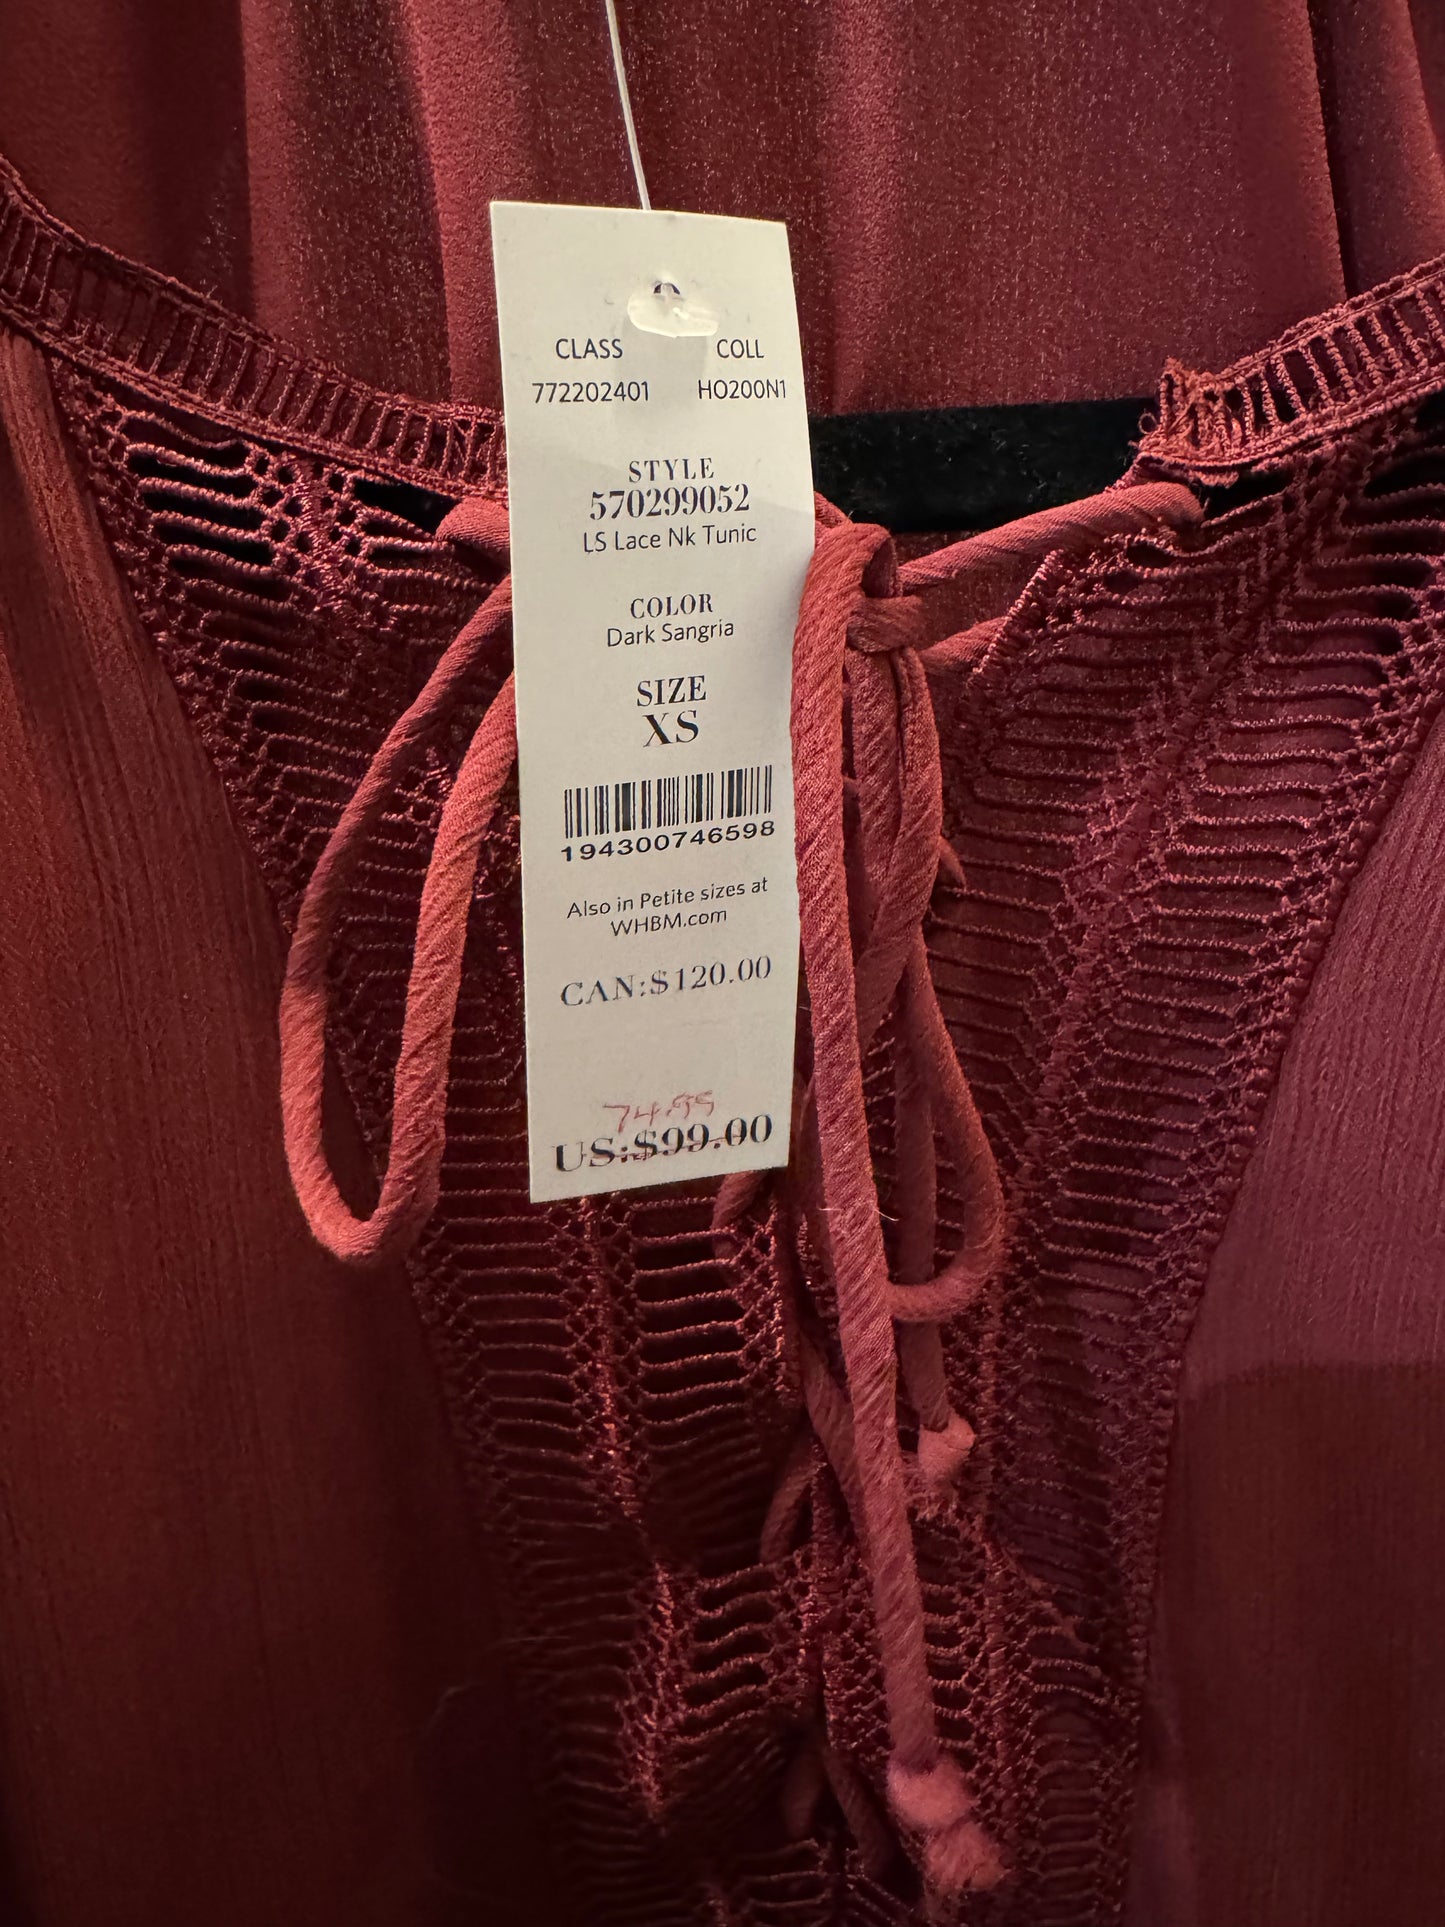 CLASS COLL
772202401 HO200N1
STYLE
570299052
LS Lace Nk Tunic
COLOR
Dark Sangria
SIZE
XS
194300746598
Also in Petite sizes at
WHBM.com
CAN:$120.00
74.99
US:$99.00